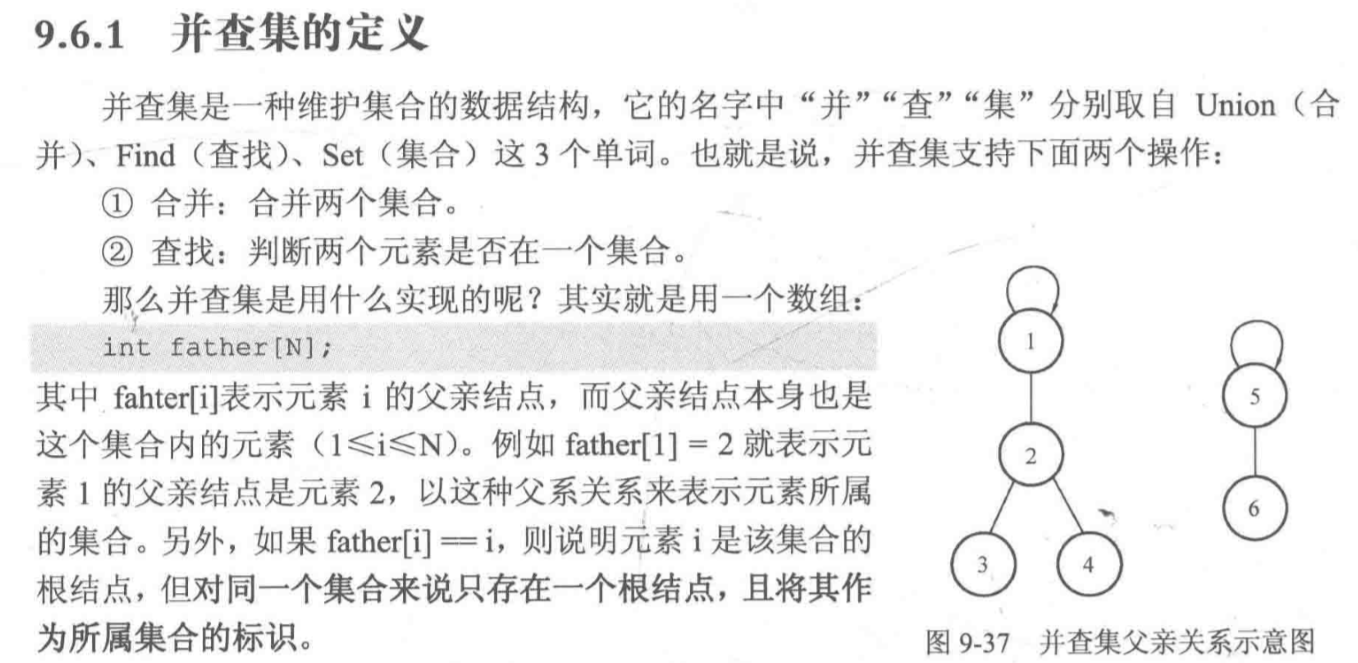 9.6.1 并查集的定义
并查集是一种维护集合的数据结构，它的名字中“并”“查”“集”分别取自 Union（合
并）、Find（查找）、Set（集合）这 3 个单词。也就是说，并查集支持下面两个操作：
① 合并：合并两个集合。
② 查找：判断两个元素是否在一个集合。
那么并查集是用什么实现的呢？其实就是用一个数组：
int father[N];
其中 fahter[i]表示元素 i 的父亲结点，而父亲结点本身也是
这个集合内的元素（1≤i≤N）。例如 father[1] = 2 就表示元
素 1 的父亲结点是元素 2，以这种父系关系来表示元素所属
的集合。另外，如果 father[i] == i，则说明元素 i 是该集合的
根结点，但对同一个集合来说只存在一个根结点，且将其作
为所属集合的标识。
1
5
2
6
3
4
图 9-37 并查集父亲关系示意图